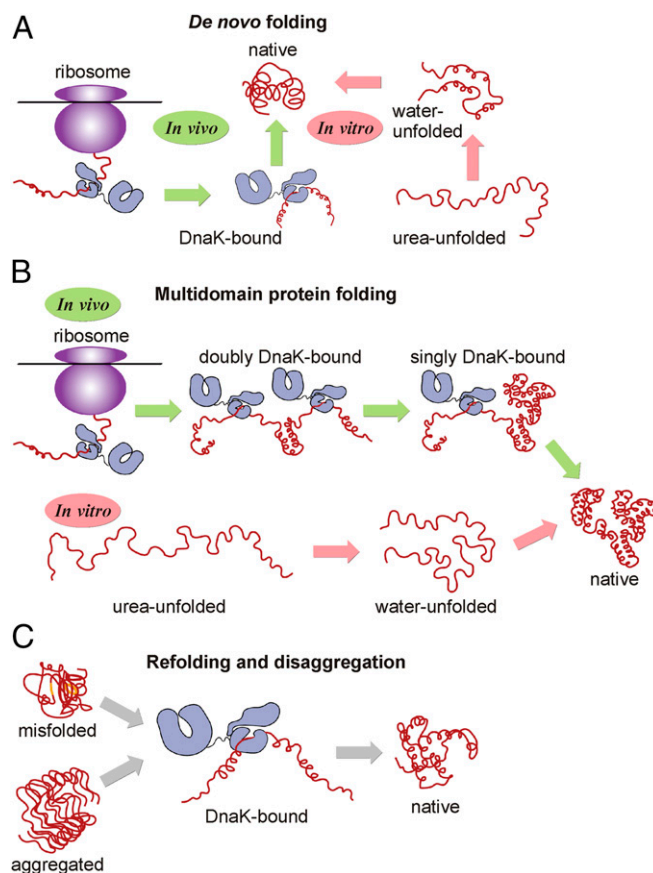 A
De novo folding
ribosome
native
In vivo
In vitro
water-
unfolded
DnaK-bound
urea-unfolded
B
In vivo
Multidomain protein folding
ribosome
doubly DnaK-bound
singly DnaK-bound
In vitro
urea-unfolded
water-unfolded
native
C
Refolding and disaggregation
misfolded
DnaK-bound
native
aggregated